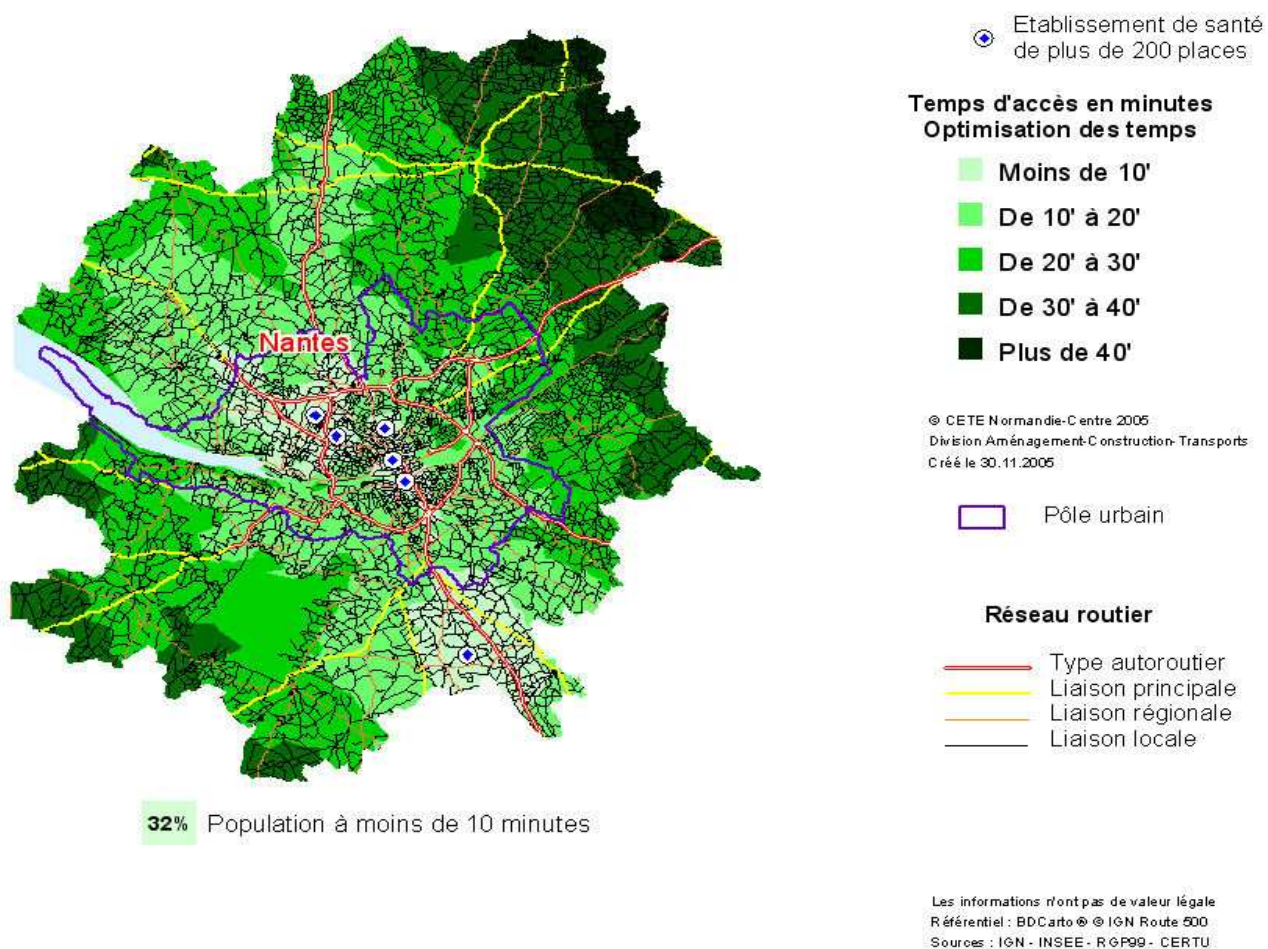 Etablissement de santé
de plus de 200 places
Temps d'accès en minutes
Optimisation des temps
Moins de 10'
De 10' à 20'
De 20' à 30'
De 30' à 40'
Plus de 40'
Nantes
© CETE Normandie-Centre 2005
Division Aménagement-Construction-Transports
Créé le 30.11.2005
Pôle urbain
Réseau routier
Type autoroutier
Liaison principale
Liaison régionale
Liaison locale
32% Population à moins de 10 minutes
Les informations n'ont pas de valeur légale
Référentiel : BDCarto ® © IGN Route 500
Sources : IGN - INSEE - RGP99 - CERTU